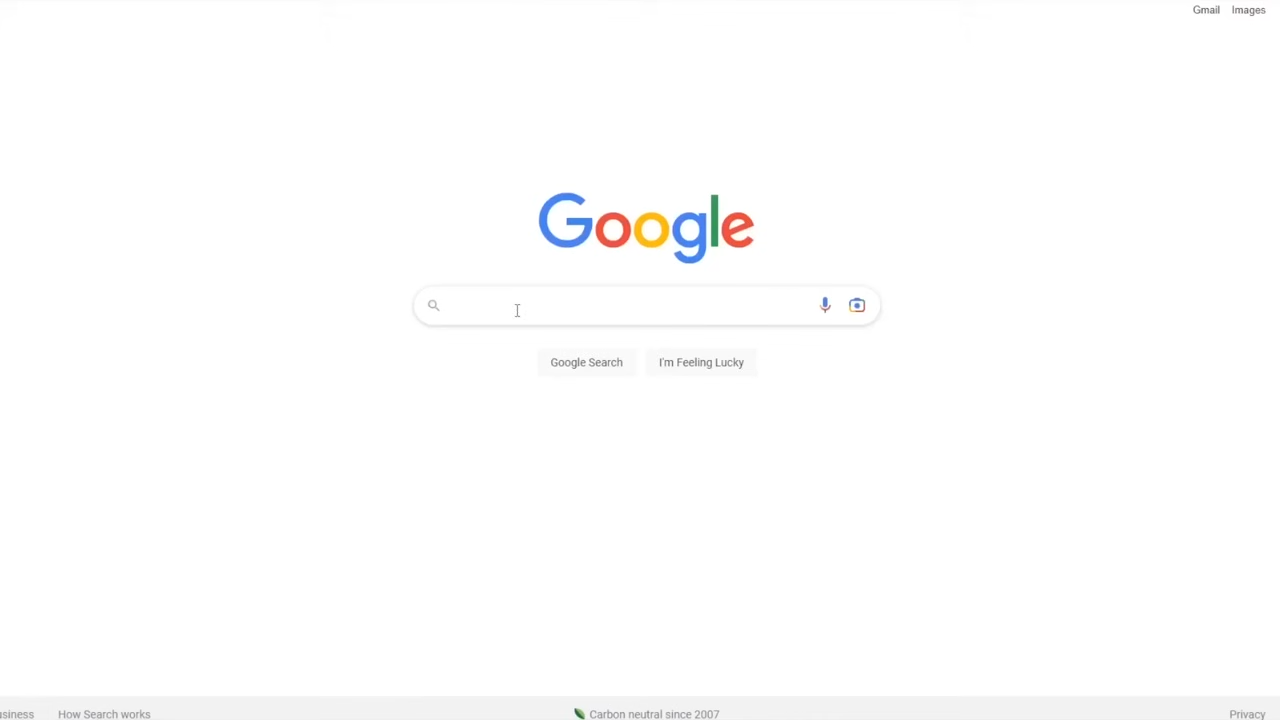 Gmail Images
Google
Google Search I'm Feeling Lucky
How Search works Carbon neutral since 2007 Privacy